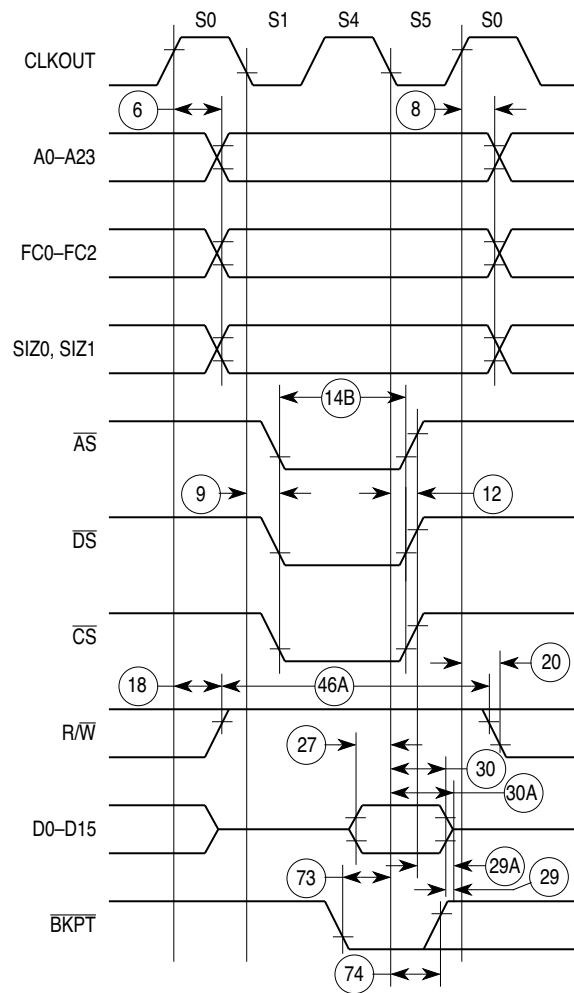 S0 S1 S4 S5 S0
CLKOUT
6 8
A0–A23
FC0–FC2
SIZ0, SIZ1
14B
AS
9 12
DS
CS
18 46A 20
R/W
27 30
30A
D0–D15
29A
73 29
BKPT
74